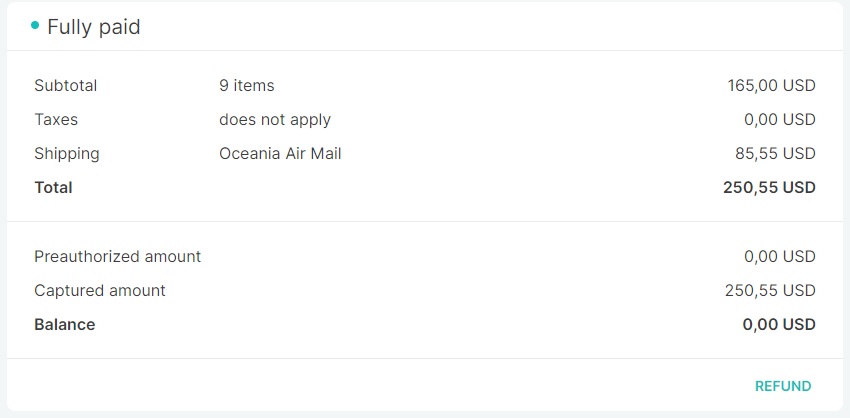 Fully paid
Subtotal 9 items 165,00 USD
Taxes does not apply 0,00 USD
Shipping Oceania Air Mail 85,55 USD
Total 250,55 USD
Preauthorized amount 0,00 USD
Captured amount 250,55 USD
Balance 0,00 USD
REFUND